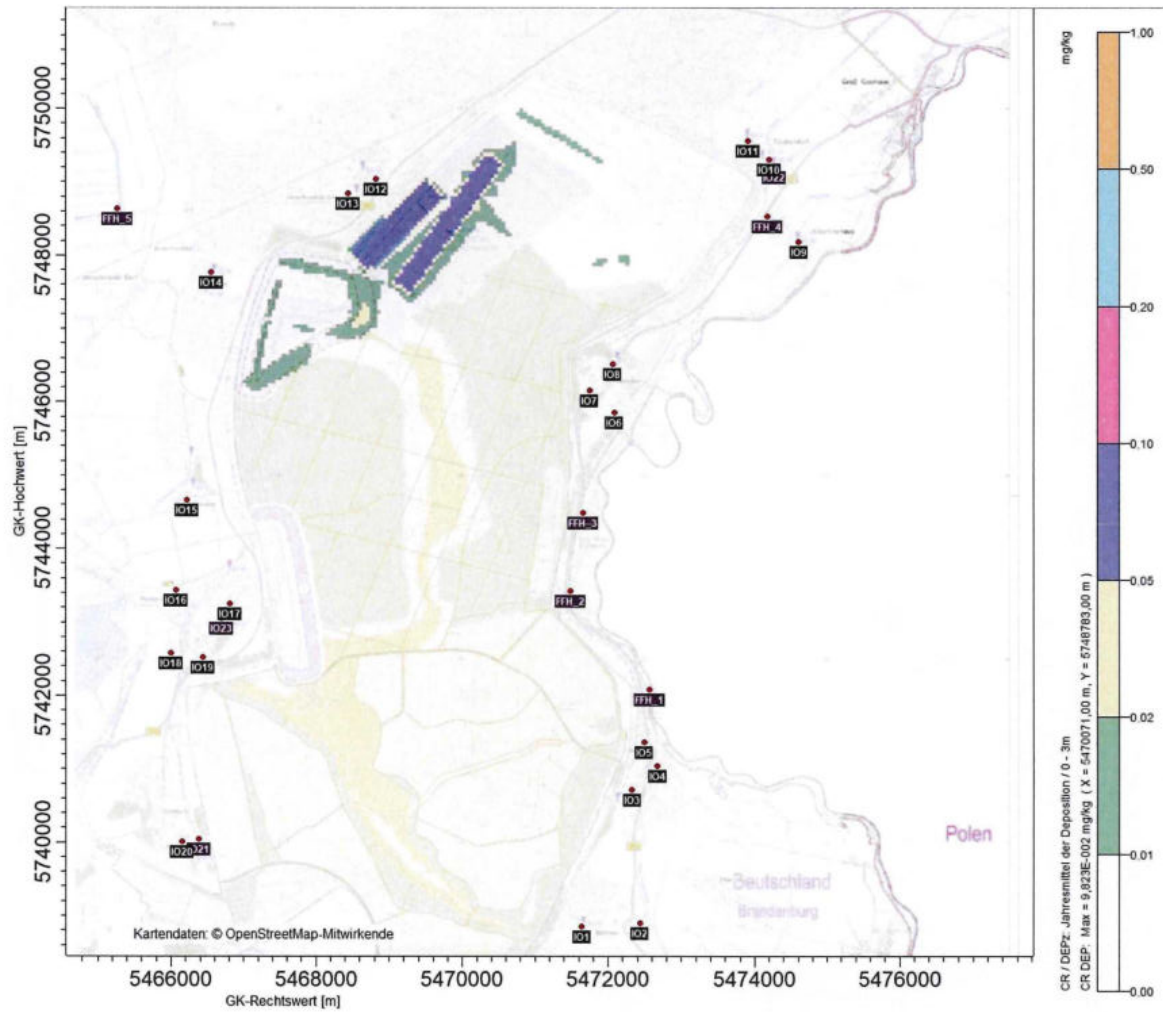 5750000
5748000
5746000
5744000
5742000
5740000
GK-Hochwert [m]
5466000
5468000
5470000
5472000
5474000
5476000
GK-Rechtswert [m]
IO11
IO10
IO22
FFH_4
IO9
IO12
IO13
FFH_5
IO14
IO8
IO7
IO6
IO15
FFH_3
IO16
IO17
IO23
FFH_2
IO18
IO19
FFH_1
IO5
IO4
IO3
IO20
IO21
IO1
IO2
Polen
Deutschland
Brandenburg
Kartendaten: © OpenStreetMap-Mitwirkende
mg/kg
1.00
0.50
0.20
0.10
0.05
0.02
0.01
0.00
CR / DEPz: Jahresmittel der Deposition / 0 - 3m
CR DEP: Max = 9,823E-002 mg/kg ( X = 5470071,00 m, Y = 5748783,00 m )